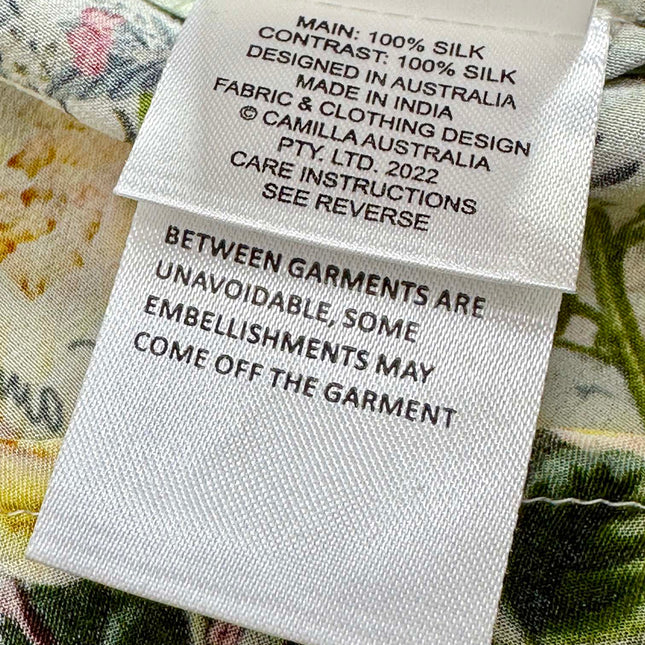 MAIN: 100% SILK
CONTRAST: 100% SILK
DESIGNED IN AUSTRALIA
MADE IN INDIA
FABRIC & CLOTHING DESIGN
© CAMILLA AUSTRALIA
PTY. LTD. 2022
CARE INSTRUCTIONS
SEE REVERSE
BETWEEN GARMENTS ARE
UNAVOIDABLE, SOME
EMBELLISHMENTS MAY
COME OFF THE GARMENT